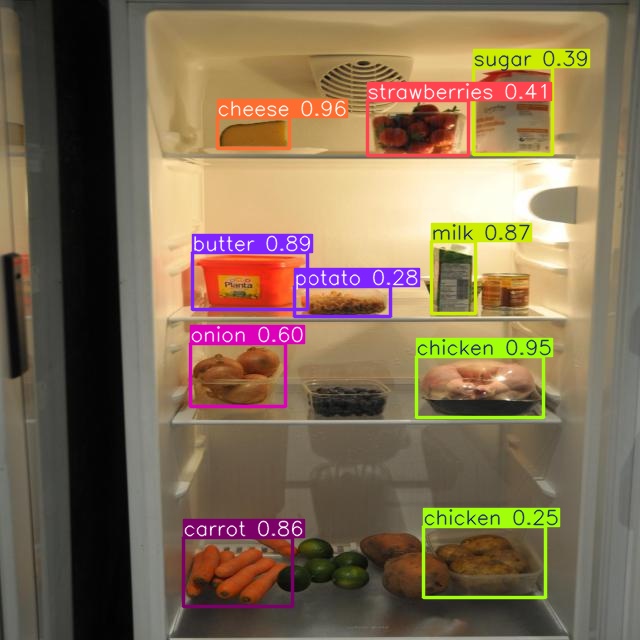 sugar 0.39
strawberries 0.41
cheese 0.96
milk 0.87
butter 0.89
Planta
potato 0.28
onion 0.60
chicken 0.95
chicken 0.25
carrot 0.86